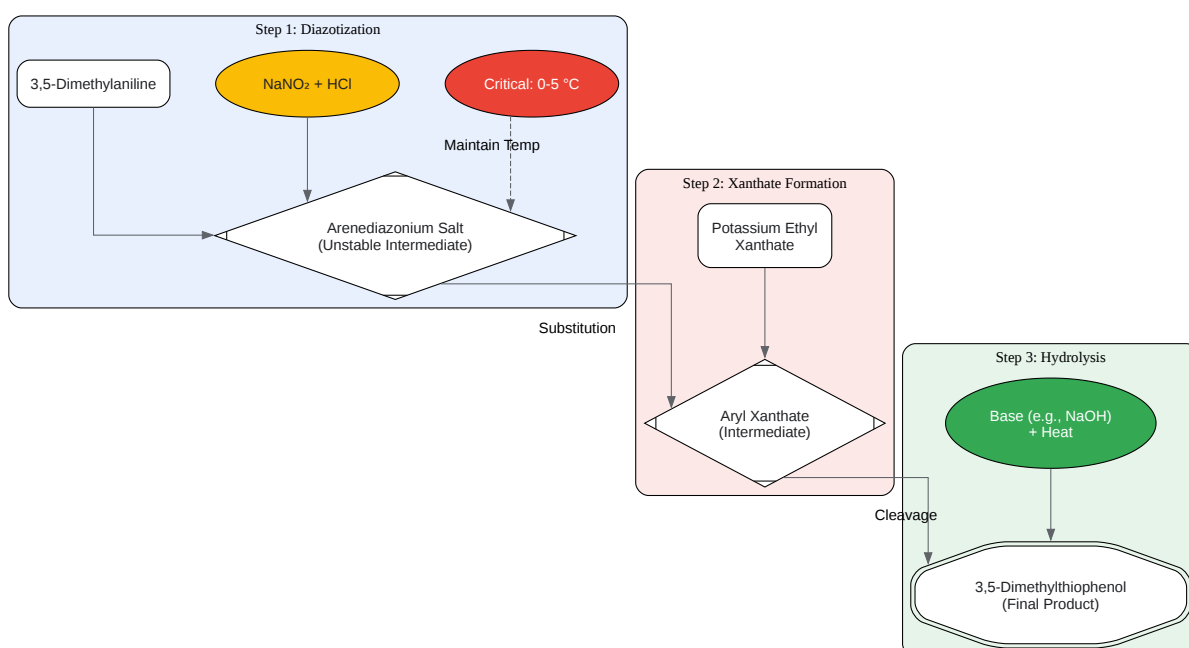 Step 1: Diazotization
3,5-Dimethylaniline
NaNO₂ + HCl
Critical: 0-5 °C
Maintain Temp
Arenediazonium Salt
(Unstable Intermediate)
Substitution
Step 2: Xanthate Formation
Potassium Ethyl
Xanthate
Aryl Xanthate
(Intermediate)
Cleavage
Step 3: Hydrolysis
Base (e.g., NaOH)
+ Heat
3,5-Dimethylthiophenol
(Final Product)